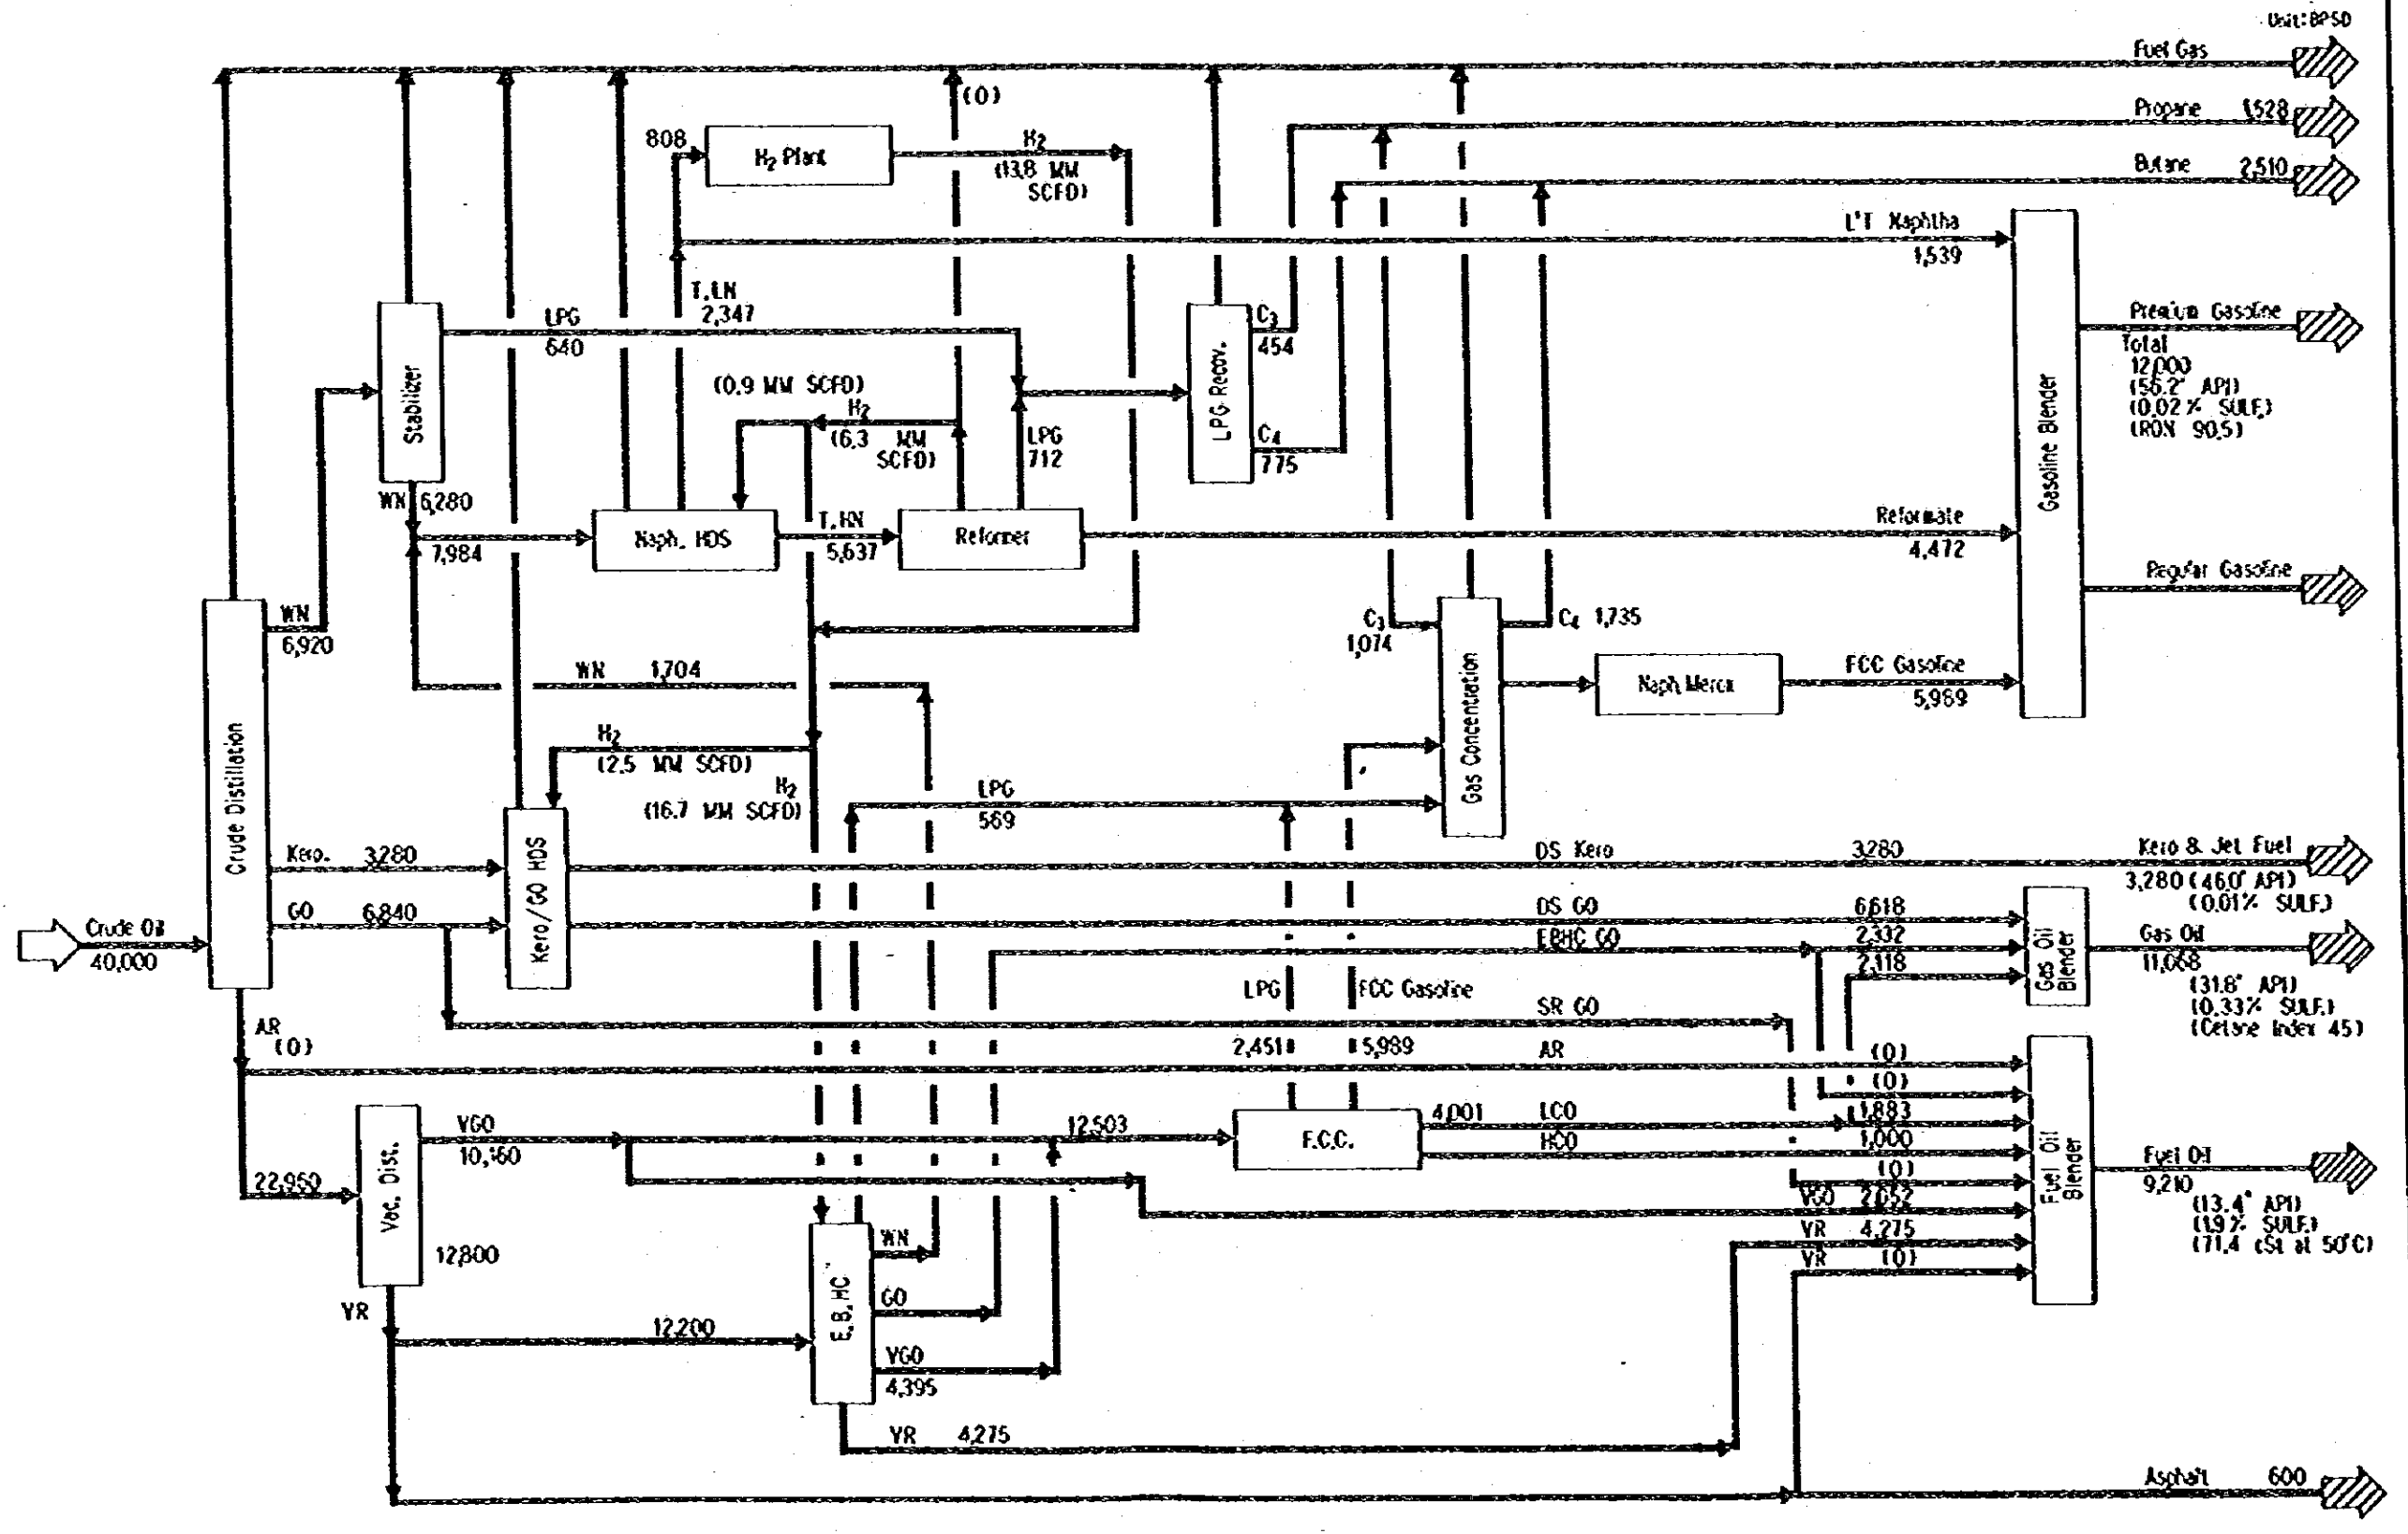 Unit: BPSD
Fuel Gas
(0)
Propane 1,528
808
H2 Plant
H2
(13.8 MM
SCFD)
Butane 2,510
L'T Naphtha
1,539
T.LN
2,347
LPG
640
Stabilizer
(0.9 MM SCFD)
H2
(6.3 MM
SCFD)
LPG
712
LPG Recov.
C3
454
C4
775
Gasoline Blender
Premium Gasoline
Total
12,000
(56.2° API)
(0.02% SULF.)
(RON 90.5)
WN 6,280
7,984
Naph. HDS
T.HN
5,637
Reformer
Reformate
4,472
Regular Gasoline
WN
6,920
C3
1,074
C4 1,735
Gas Concentration
Naph. Merox
FCC Gasoline
5,989
WN 1,704
H2
(2.5 MM SCFD)
H2
(16.7 MM SCFD)
LPG
569
Crude Distillation
Kero. 3,280
GO 6,840
Kero/GO HDS
Crude Oil
40,000
DS Kero 3,280
Kero & Jet Fuel
3,280 (46.0° API)
(0.01% SULF.)
DS GO 6,618
EBHC GO 2,332
2,118
Gas Oil
Blender
Gas Oil
11,068
(31.8° API)
(0.33% SULF.)
(Cetane Index 45)
LPG
FCC Gasoline
SR GO
AR
(0)
2,451
5,989
AR (0)
(0)
Vac. Dist.
VGO
10,160
12,503
F.C.C.
4,001 LCO 1,883
HCO 1,000
(0)
22,960
VGO 2,052
VR 4,275
VR (0)
Fuel Oil
Blender
Fuel Oil
9,210
(13.4° API)
(1.9% SULF.)
(71.4 cSt at 50°C)
12,800
VR
12,200
E.B.HC
WN
GO
VGO
4,395
VR 4,275
Asphalt 600